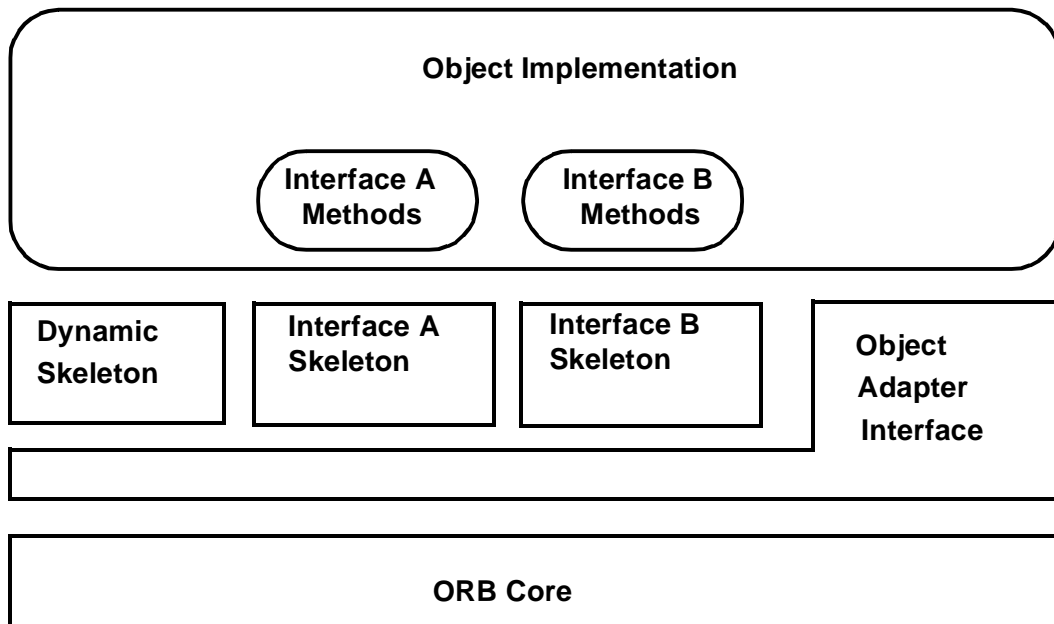 Object Implementation
Interface A
Methods
Interface B
Methods
Dynamic
Skeleton
Interface A
Skeleton
Interface B
Skeleton
Object
Adapter
Interface
ORB Core